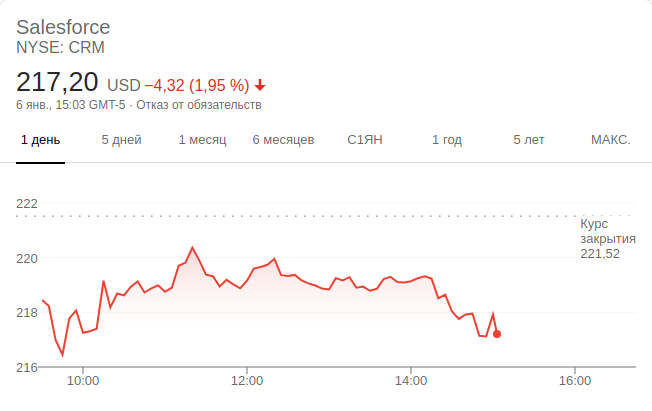 Salesforce
NYSE: CRM
217,20 USD −4,32 (1,95 %)
6 янв., 15:03 GMT-5 · Отказ от обязательств
1 день 5 дней 1 месяц 6 месяцев С1ЯН 1 год 5 лет МАКС.
222
Курс
закрытия
221,52
220
218
216
10:00 12:00 14:00 16:00